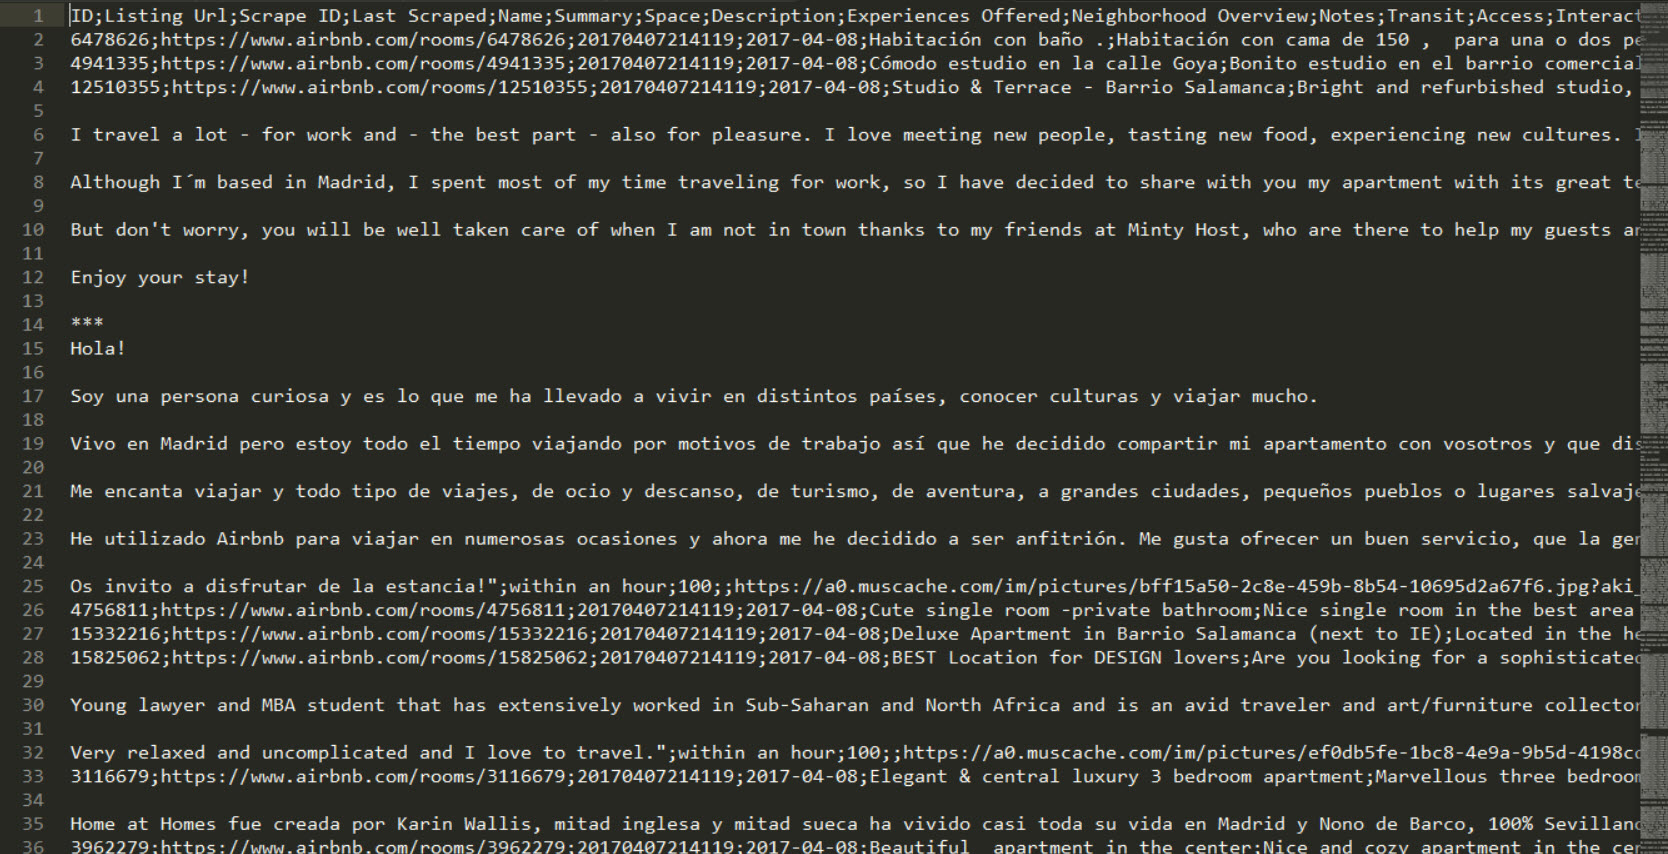 1 ID;Listing Url;Scrape ID;Last Scraped;Name;Summary;Space;Description;Experiences Offered;Neighborhood Overview;Notes;Transit;Access;Interact
2 6478626;https://www.airbnb.com/rooms/6478626;20170407214119;2017-04-08;Habitación con baño .;Habitación con cama de 150 ,  para una o dos pe
3 4941335;https://www.airbnb.com/rooms/4941335;20170407214119;2017-04-08;Cómodo estudio en la calle Goya;Bonito estudio en el barrio comercial
4 12510355;https://www.airbnb.com/rooms/12510355;20170407214119;2017-04-08;Studio & Terrace - Barrio Salamanca;Bright and refurbished studio,
5
6 I travel a lot - for work and - the best part - also for pleasure. I love meeting new people, tasting new food, experiencing new cultures.
7
8 Although I´m based in Madrid, I spent most of my time traveling for work, so I have decided to share with you my apartment with its great te
9
10 But don't worry, you will be well taken care of when I am not in town thanks to my friends at Minty Host, who are there to help my guests an
11
12 Enjoy your stay!
13
14 ***
15 Hola!
16
17 Soy una persona curiosa y es lo que me ha llevado a vivir en distintos países, conocer culturas y viajar mucho.
18
19 Vivo en Madrid pero estoy todo el tiempo viajando por motivos de trabajo así que he decidido compartir mi apartamento con vosotros y que dis
20
21 Me encanta viajar y todo tipo de viajes, de ocio y descanso, de turismo, de aventura, a grandes ciudades, pequeños pueblos o lugares salvaje
22
23 He utilizado Airbnb para viajar en numerosas ocasiones y ahora me he decidido a ser anfitrión. Me gusta ofrecer un buen servicio, que la gen
24
25 Os invito a disfrutar de la estancia!";within an hour;100;;https://a0.muscache.com/im/pictures/bff15a50-2c8e-459b-8b54-10695d2a67f6.jpg?aki_
26 4756811;https://www.airbnb.com/rooms/4756811;20170407214119;2017-04-08;Cute single room -private bathroom;Nice single room in the best area
27 15332216;https://www.airbnb.com/rooms/15332216;20170407214119;2017-04-08;Deluxe Apartment in Barrio Salamanca (next to IE);Located in the he
28 15825062;https://www.airbnb.com/rooms/15825062;20170407214119;2017-04-08;BEST Location for DESIGN lovers;Are you looking for a sophisticated
29
30 Young lawyer and MBA student that has extensively worked in Sub-Saharan and North Africa and is an avid traveler and art/furniture collector
31
32 Very relaxed and uncomplicated and I love to travel.";within an hour;100;;https://a0.muscache.com/im/pictures/ef0db5fe-1bc8-4e9a-9b5d-4198cc
33 3116679;https://www.airbnb.com/rooms/3116679;20170407214119;2017-04-08;Elegant & central luxury 3 bedroom apartment;Marvellous three bedroom
34
35 Home at Homes fue creada por Karin Wallis, mitad inglesa y mitad sueca ha vivido casi toda su vida en Madrid y Nono de Barco, 100% Sevillano
36 3962279;https://www.airbnb.com/rooms/3962279;20170407214119;2017-04-08;Beautiful  apartment in the center;Nice and cozy apartment in the cen